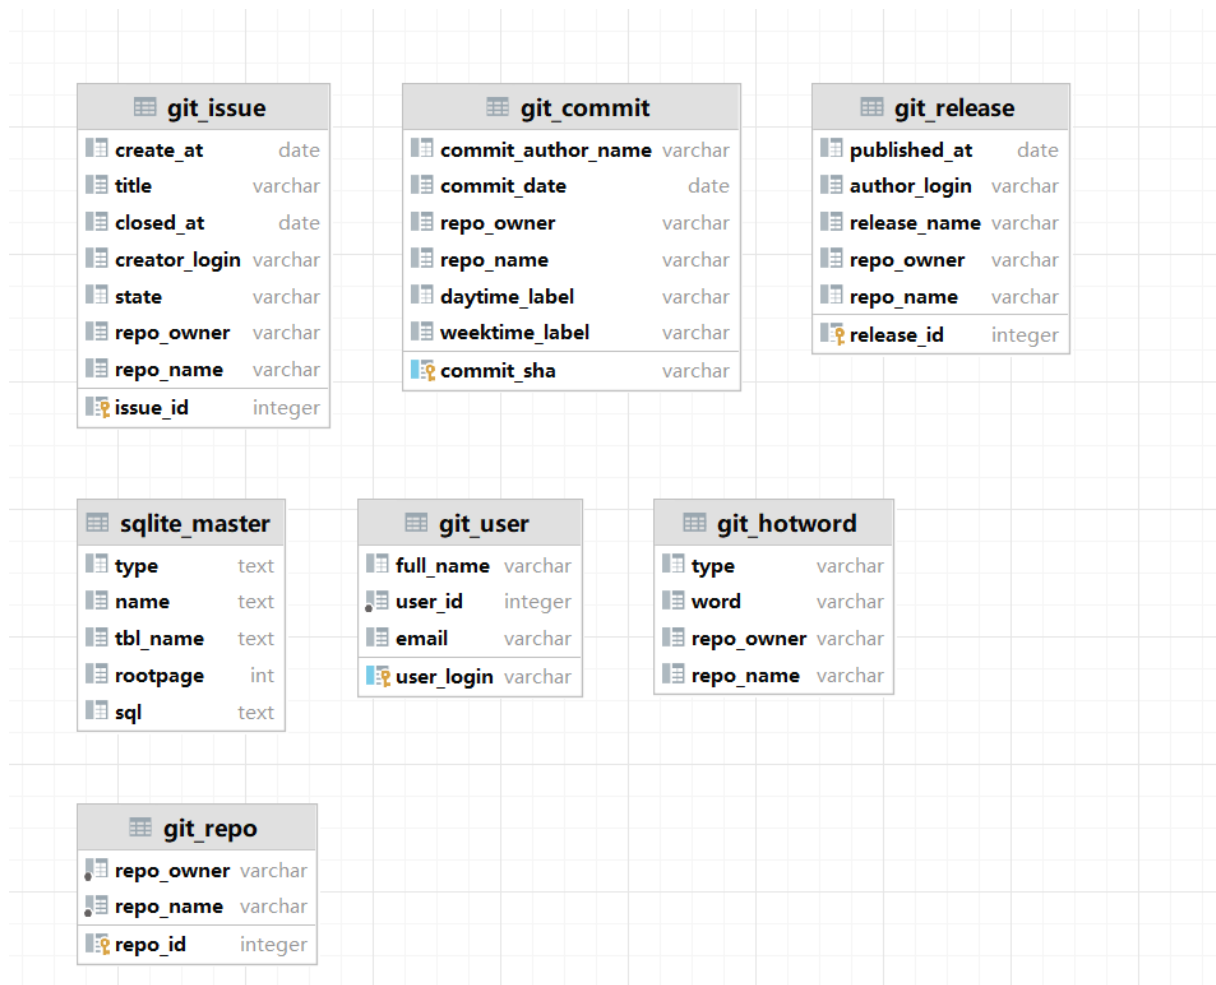 git_issue
create_at date
title varchar
closed_at date
creator_login varchar
state varchar
repo_owner varchar
repo_name varchar
issue_id integer
git_commit
commit_author_name varchar
commit_date date
repo_owner varchar
repo_name varchar
daytime_label varchar
weektime_label varchar
commit_sha varchar
git_release
published_at date
author_login varchar
release_name varchar
repo_owner varchar
repo_name varchar
release_id integer
sqlite_master
type text
name text
tbl_name text
rootpage int
sql text
git_user
full_name varchar
user_id integer
email varchar
user_login varchar
git_hotword
type varchar
word varchar
repo_owner varchar
repo_name varchar
git_repo
repo_owner varchar
repo_name varchar
repo_id integer